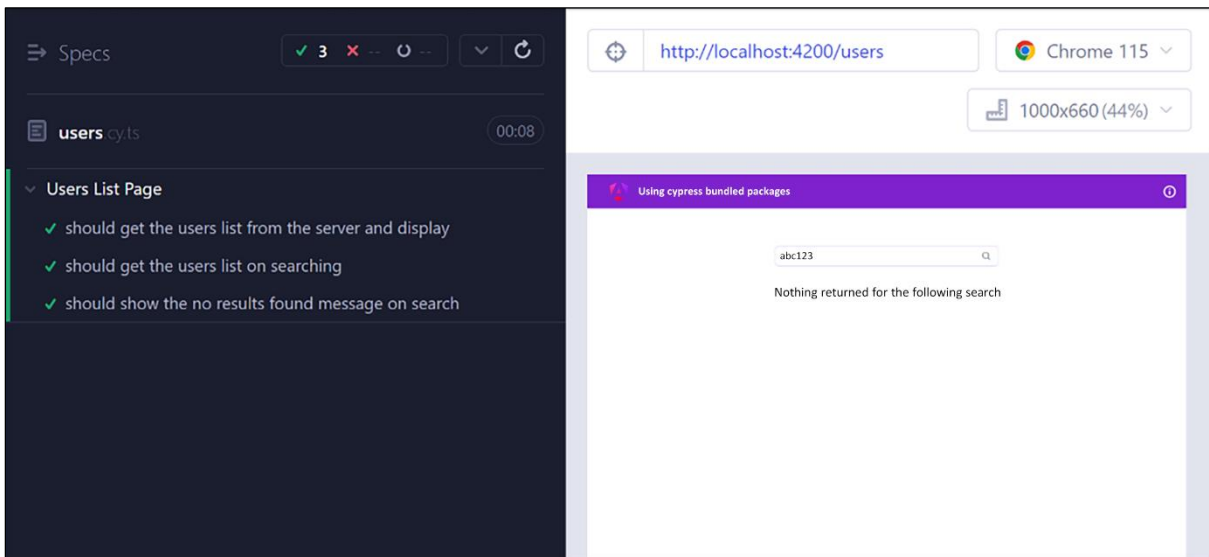 Specs
3 -- --
users.cy.ts
00:08
Users List Page
should get the users list from the server and display
should get the users list on searching
should show the no results found message on search
http://localhost:4200/users
Chrome 115
1000x660 (44%)
Using cypress bundled packages
abc123
Nothing returned for the following search